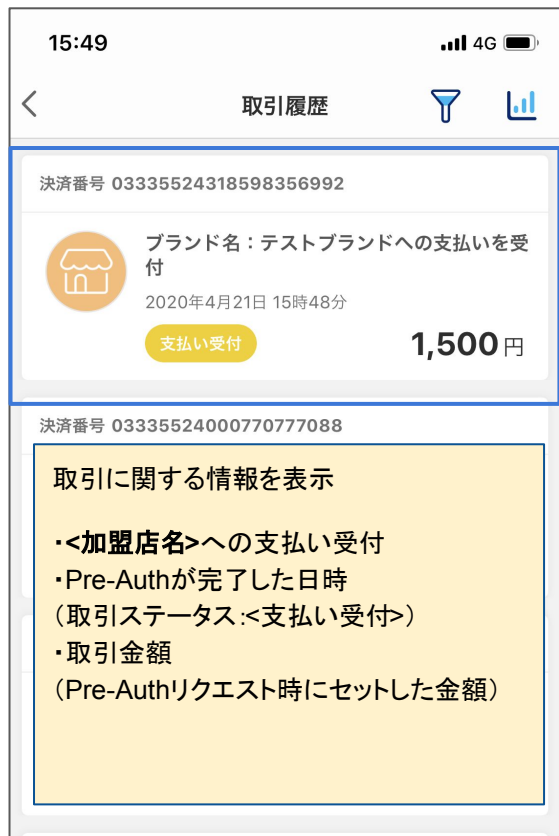 15:49
4G
取引履歴
決済番号 03335524318598356992
ブランド名：テストブランドへの支払いを受
付
2020年4月21日 15時48分
支払い受付
1,500円
決済番号 03335524000770777088
取引に関する情報を表示
・<加盟店名>への支払い受付
・Pre-Authが完了した日時
（取引ステータス:<支払い受付>）
・取引金額
（Pre-Authリクエスト時にセットした金額）